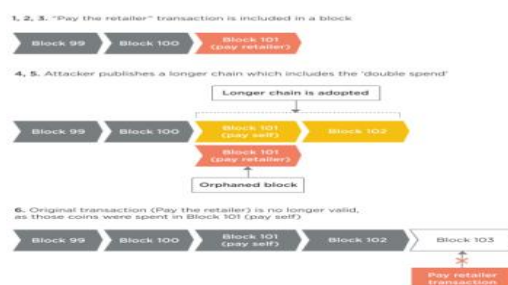 1, 2, 3. "Pay the retailer" transaction is included in a block
Block 99
Block 100
Block 101
(pay retailer)
4, 5. Attacker publishes a longer chain which includes the 'double spend'
Longer chain is adopted
Block 99
Block 100
Block 101
(pay self)
Block 102
Block 101
(pay retailer)
Orphaned block
6. Original transaction (Pay the retailer) is no longer valid,
as those coins were spent in Block 101 (pay self)
Block 99
Block 100
Block 101
(pay self)
Block 102
Block 103
Pay retailer
transaction